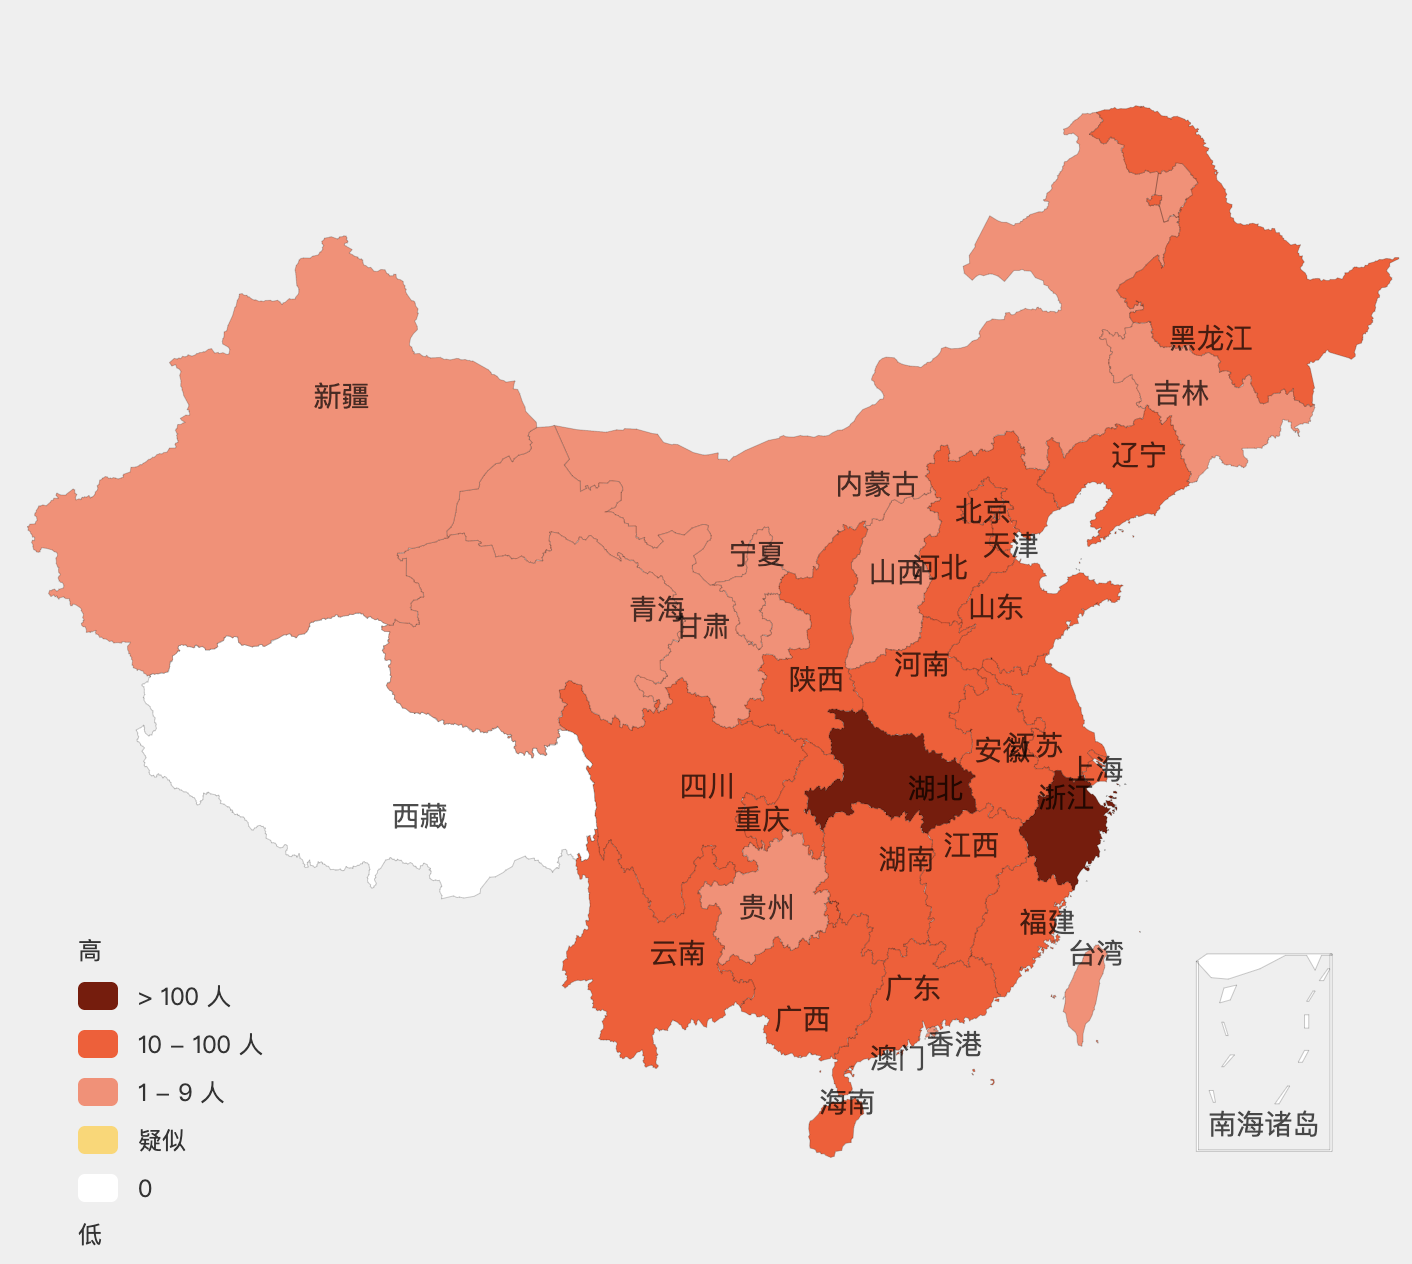 黑龙江
吉林
新疆
辽宁
内蒙古
北京
天津
宁夏
山西
河北
青海
甘肃
山东
河南
陕西
安徽
江苏
上海
四川
湖北
浙江
西藏
重庆
江西
湖南
贵州
福建
云南
台湾
广东
广西
香港
澳门
海南
南海诸岛
高
> 100 人
10 – 100 人
1 – 9 人
疑似
0
低